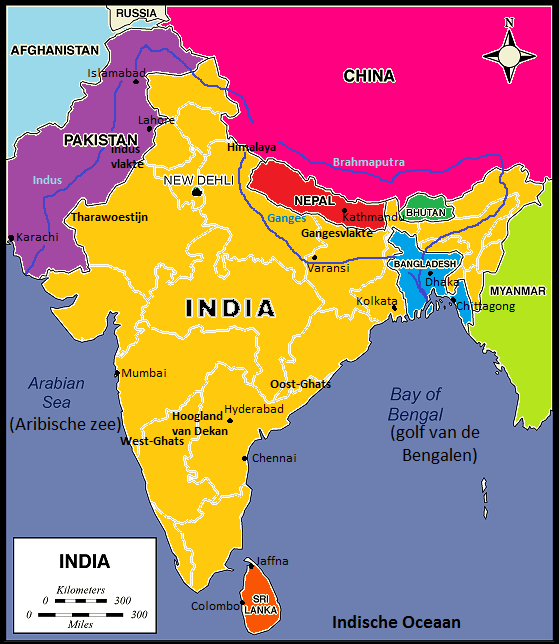 RUSSIA
AFGHANISTAN
N
Islamabad
CHINA
Lahore
PAKISTAN
Indus
vlakte
Himalaya
Brahmaputra
Indus
NEW DEHLI
NEPAL
BHUTAN
Tharawoestijn
Ganges
Kathmandu
Gangesvlakte
Karachi
Varansi
BANGLADESH
Dhaka
MYANMAR
INDIA
Kolkata
Chittagong
Mumbai
Arabian
Sea
(Aribische zee)
Oost-Ghats
Bay of
Bengal
(golf van de
Bengalen)
Hoogland
van Dekan
Hyderabad
West-Ghats
Chennai
INDIA
Kilometers
0 300
0 300
Miles
Jaffna
SRI
LANKA
Colombo
Indische Oceaan